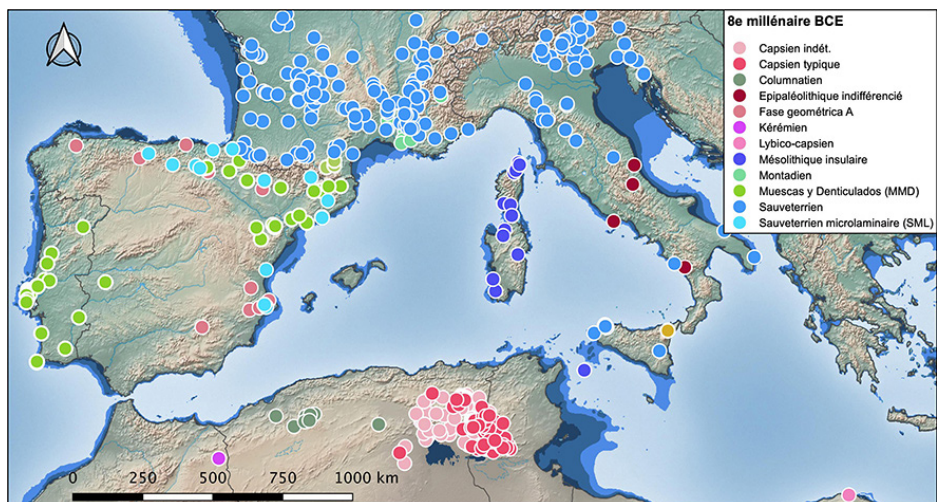 8e millénaire BCE
Capsien indét.
Capsien typique
Columnatien
Epipaléolithique indifférencié
Fase geométrica A
Kérémien
Lybico-capsien
Mésolithique insulaire
Montadien
Muescas y Denticulados (MMD)
Sauveterrien
Sauveterrien microlaminaire (SML)
0 250 500 750 1000 km